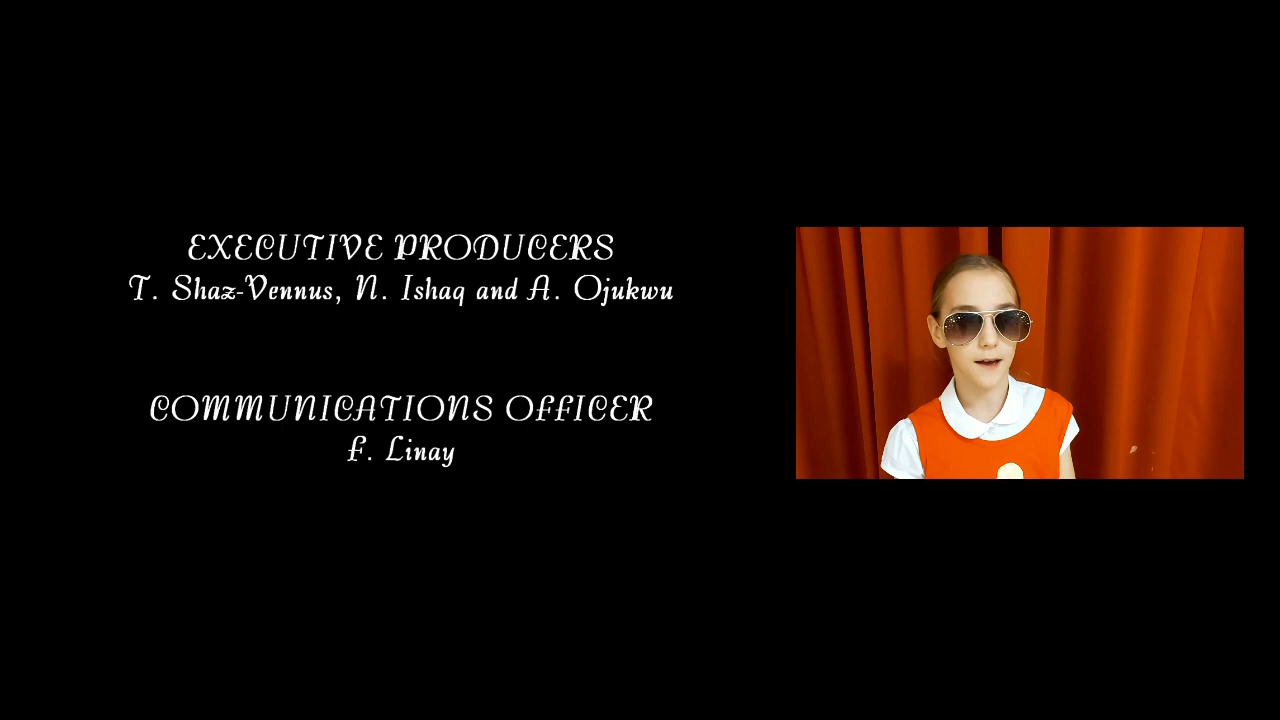 EXECUTIVE PRODUCERS
T. Shaz-Vennus, N. Ishaq and A. Ojukwu
COMMUNICATIONS OFFICER
F. Linay